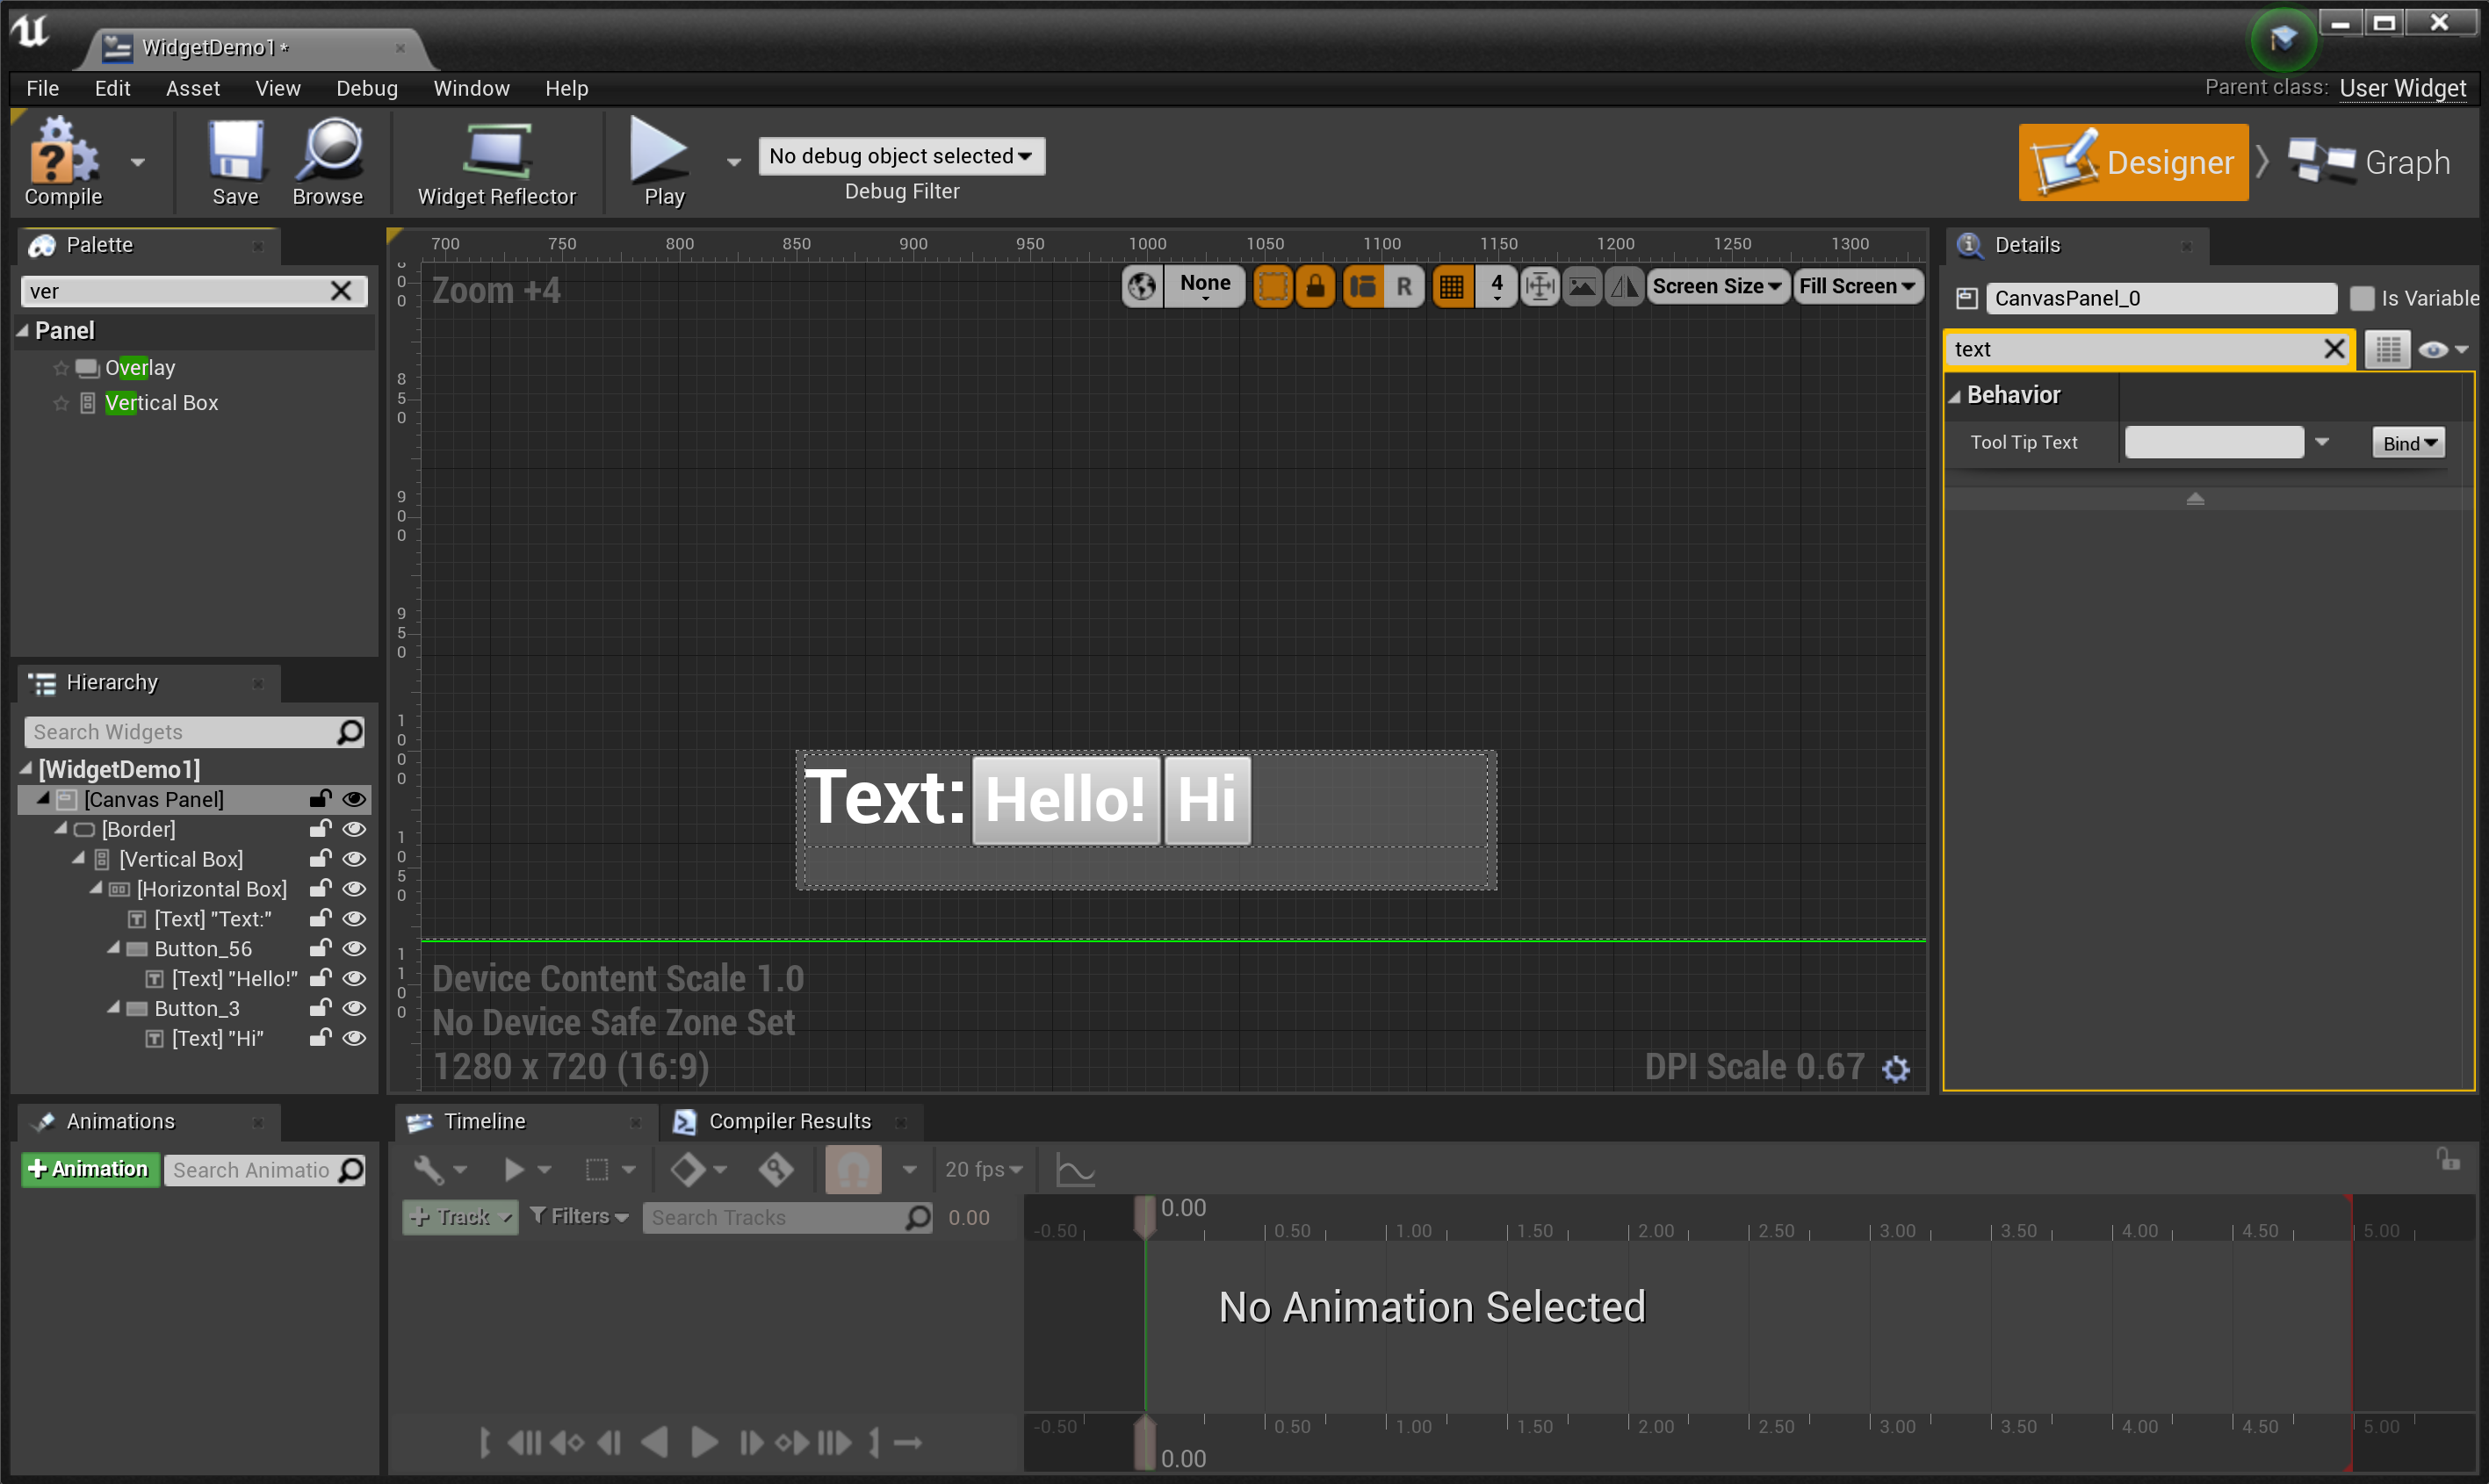 WidgetDemo1*
File Edit Asset View Debug Window Help
Parent class: User Widget
Compile Save Browse Widget Reflector Play
No debug object selected
Debug Filter
Designer Graph
Palette
ver
Panel
Overlay
Vertical Box
Hierarchy
Search Widgets
[WidgetDemo1]
[Canvas Panel]
[Border]
[Vertical Box]
[Horizontal Box]
[Text] "Text:"
Button_56
[Text] "Hello!"
Button_3
[Text] "Hi"
700 750 800 850 900 950 1000 1050 1100 1150 1200 1250 1300
Zoom +4
None R 4 Screen Size Fill Screen
850
900
950
1000
1050
1100
Text: Hello! Hi
Device Content Scale 1.0
No Device Safe Zone Set
1280 x 720 (16:9)
DPI Scale 0.67
Details
CanvasPanel_0 Is Variable
text
Behavior
Tool Tip Text Bind
Animations
+ Animation Search Animatio
Timeline Compiler Results
20 fps
+ Track Filters Search Tracks 0.00
0.00
-0.50 0.50 1.00 1.50 2.00 2.50 3.00 3.50 4.00 4.50 5.00
No Animation Selected
-0.50 0.50 1.00 1.50 2.00 2.50 3.00 3.50 4.00 4.50 5.00
0.00